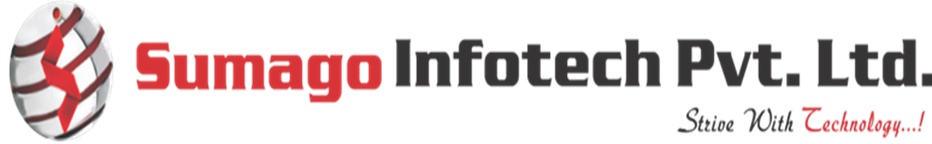 Sumago Infotech Pvt. Ltd.
Strive With Technology...!